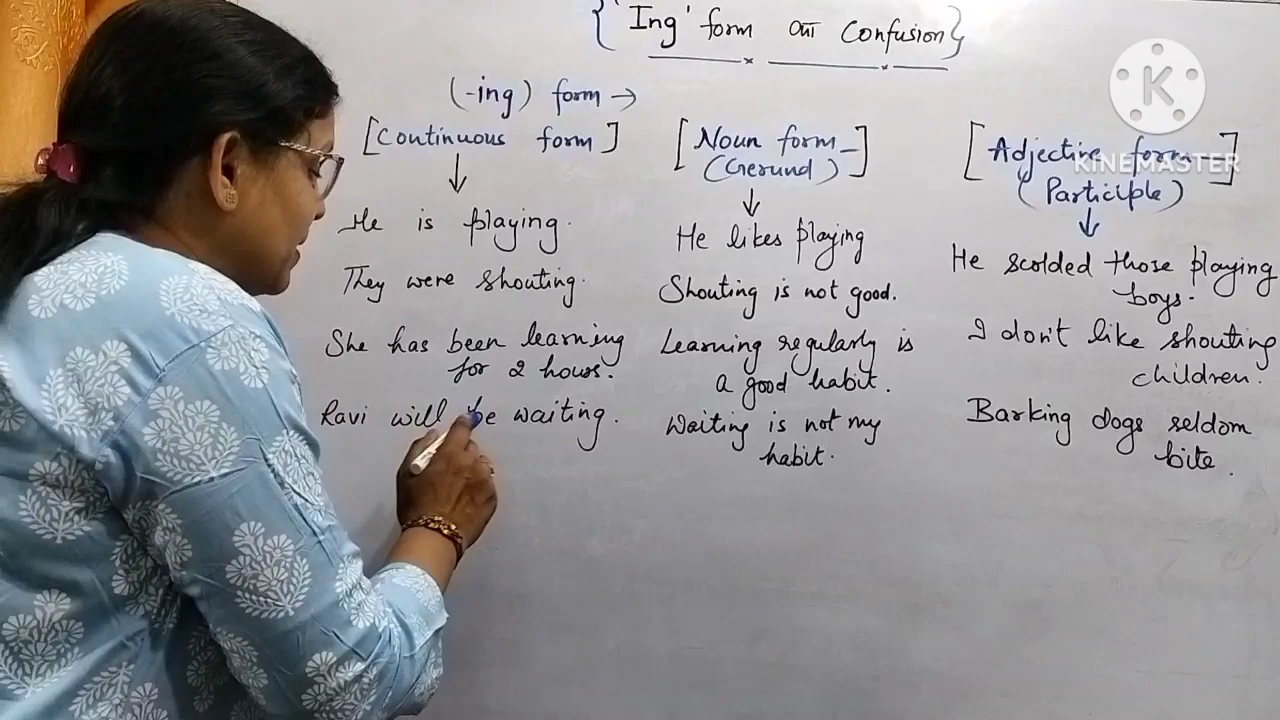 {'Ing' form का Confusion}
(-ing) form →
[Continuous form]
He is playing.
They were shouting.
She has been learning
for 2 hours.
Ravi will be waiting.
[Noun form
(Gerund)]
He likes playing
Shouting is not good.
Learning regularly is
a good habit.
Waiting is not my
habit.
[Adjective form
(Participle)]
He scolded those playing
boys.
I don't like shouting
children.
Barking dogs seldom
bite.
K
KINEMASTER